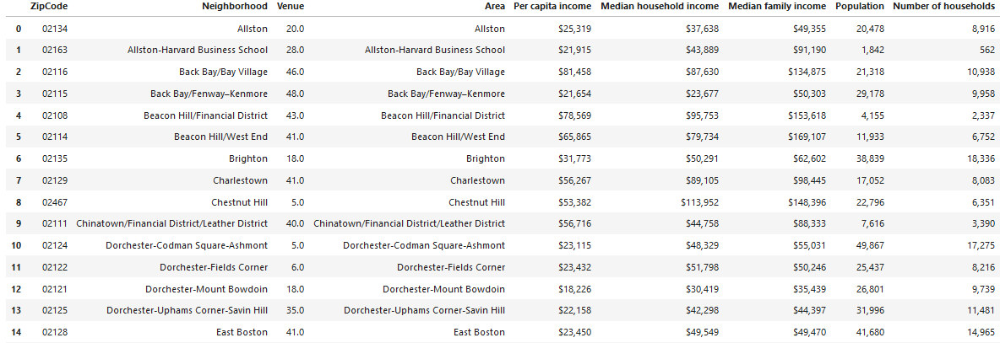 ZipCode Neighborhood Venue Area Per capita income Median household income Median family income Population Number of households
0 02134 Allston 20.0 Allston $25,319 $37,638 $49,355 20,478 8,916
1 02163 Allston-Harvard Business School 28.0 Allston-Harvard Business School $21,915 $43,889 $91,190 1,842 562
2 02116 Back Bay/Bay Village 46.0 Back Bay/Bay Village $81,458 $87,630 $134,875 21,318 10,938
3 02115 Back Bay/Fenway–Kenmore 48.0 Back Bay/Fenway–Kenmore $21,654 $23,677 $50,303 29,178 9,958
4 02108 Beacon Hill/Financial District 43.0 Beacon Hill/Financial District $78,569 $95,753 $153,618 4,155 2,337
5 02114 Beacon Hill/West End 41.0 Beacon Hill/West End $65,865 $79,734 $169,107 11,933 6,752
6 02135 Brighton 18.0 Brighton $31,773 $50,291 $62,602 38,839 18,336
7 02129 Charlestown 41.0 Charlestown $56,267 $89,105 $98,445 17,052 8,083
8 02467 Chestnut Hill 5.0 Chestnut Hill $53,382 $113,952 $148,396 22,796 6,351
9 02111 Chinatown/Financial District/Leather District 40.0 Chinatown/Financial District/Leather District $56,716 $44,758 $88,333 7,616 3,390
10 02124 Dorchester-Codman Square-Ashmont 5.0 Dorchester-Codman Square-Ashmont $23,115 $48,329 $55,031 49,867 17,275
11 02122 Dorchester-Fields Corner 6.0 Dorchester-Fields Corner $23,432 $51,798 $50,246 25,437 8,216
12 02121 Dorchester-Mount Bowdoin 18.0 Dorchester-Mount Bowdoin $18,226 $30,419 $35,439 26,801 9,739
13 02125 Dorchester-Uphams Corner-Savin Hill 35.0 Dorchester-Uphams Corner-Savin Hill $22,158 $42,298 $44,397 31,996 11,481
14 02128 East Boston 41.0 East Boston $23,450 $49,549 $49,470 41,680 14,965